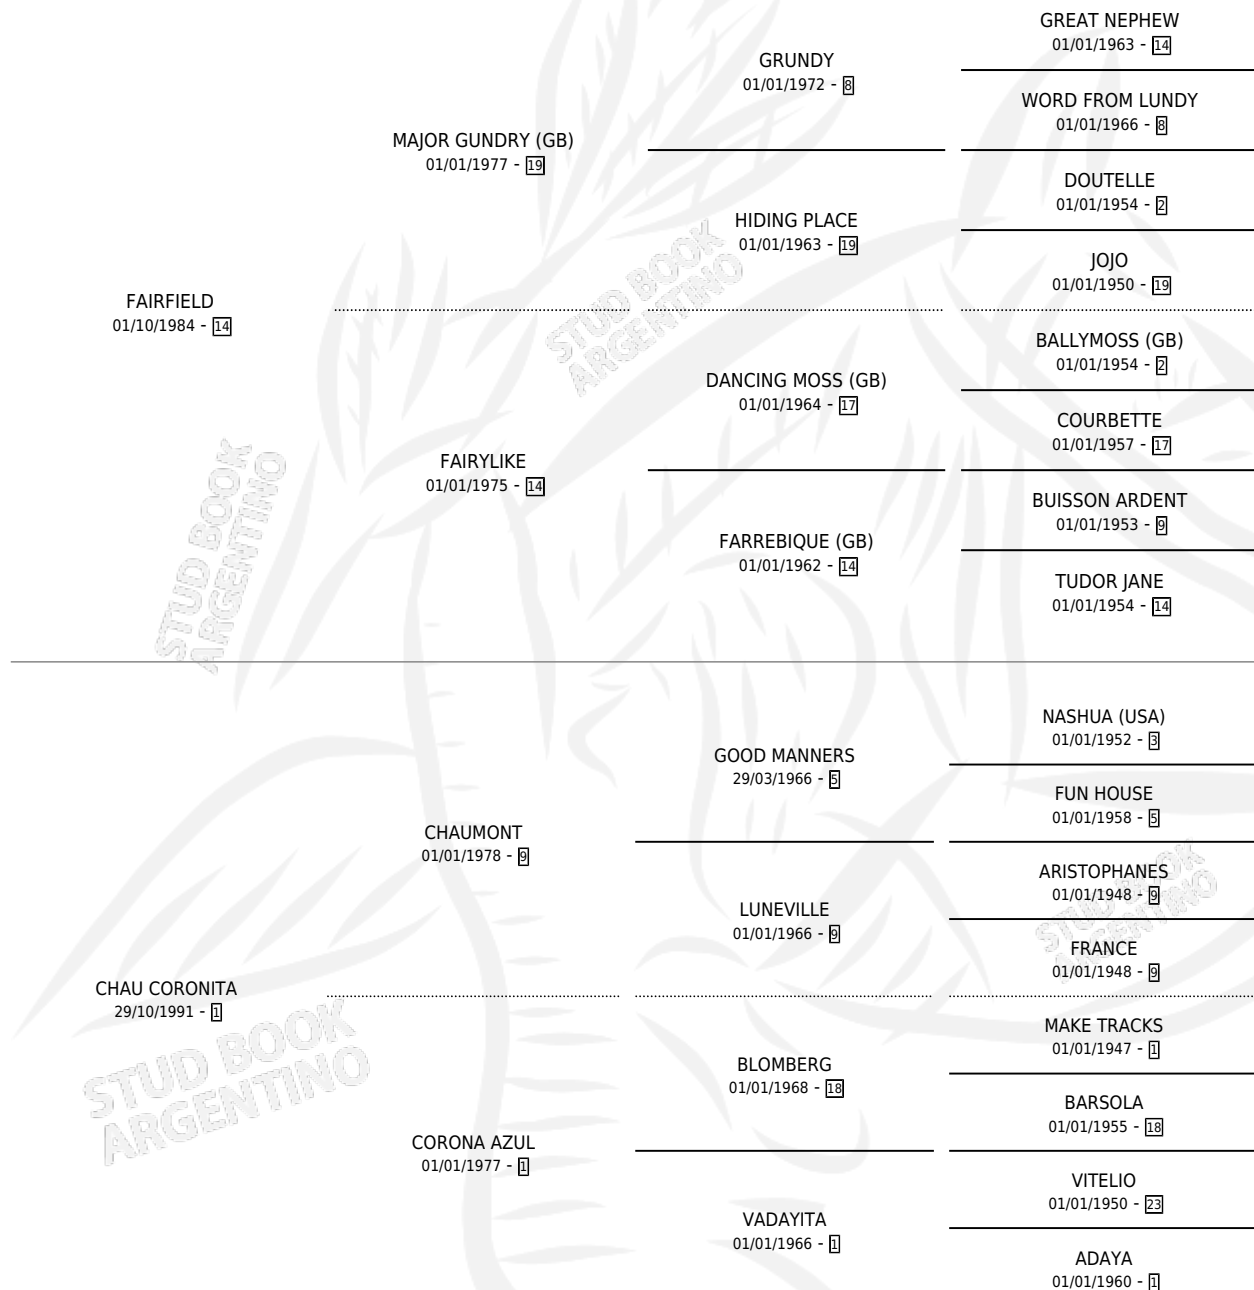 GREAT NEPHEW
01/01/1963 - 14
GRUNDY
01/01/1972 - 8
WORD FROM LUNDY
01/01/1966 - 8
MAJOR GUNDRY (GB)
01/01/1977 - 19
DOUTELLE
01/01/1954 - 2
HIDING PLACE
01/01/1963 - 19
JOJO
01/01/1950 - 19
FAIRFIELD
01/10/1984 - 14
BALLYMOSS (GB)
01/01/1954 - 2
DANCING MOSS (GB)
01/01/1964 - 17
COURBETTE
01/01/1957 - 17
FAIRYLIKE
01/01/1975 - 14
BUISSON ARDENT
01/01/1953 - 9
FARREBIQUE (GB)
01/01/1962 - 14
TUDOR JANE
01/01/1954 - 14
NASHUA (USA)
01/01/1952 - 3
GOOD MANNERS
29/03/1966 - 5
FUN HOUSE
01/01/1958 - 5
CHAUMONT
01/01/1978 - 9
ARISTOPHANES
01/01/1948 - 9
LUNEVILLE
01/01/1966 - 9
FRANCE
01/01/1948 - 9
CHAU CORONITA
29/10/1991 - 1
MAKE TRACKS
01/01/1947 - 1
BLOMBERG
01/01/1968 - 18
BARSOLA
01/01/1955 - 18
CORONA AZUL
01/01/1977 - 1
VITELIO
01/01/1950 - 23
VADAYITA
01/01/1966 - 1
ADAYA
01/01/1960 - 1
STUD BOOK
ARGENTINO
STUD BOOK
ARGENTINO
STUD BOOK
ARGENTINO
STUD BOOK
ARGENTINO